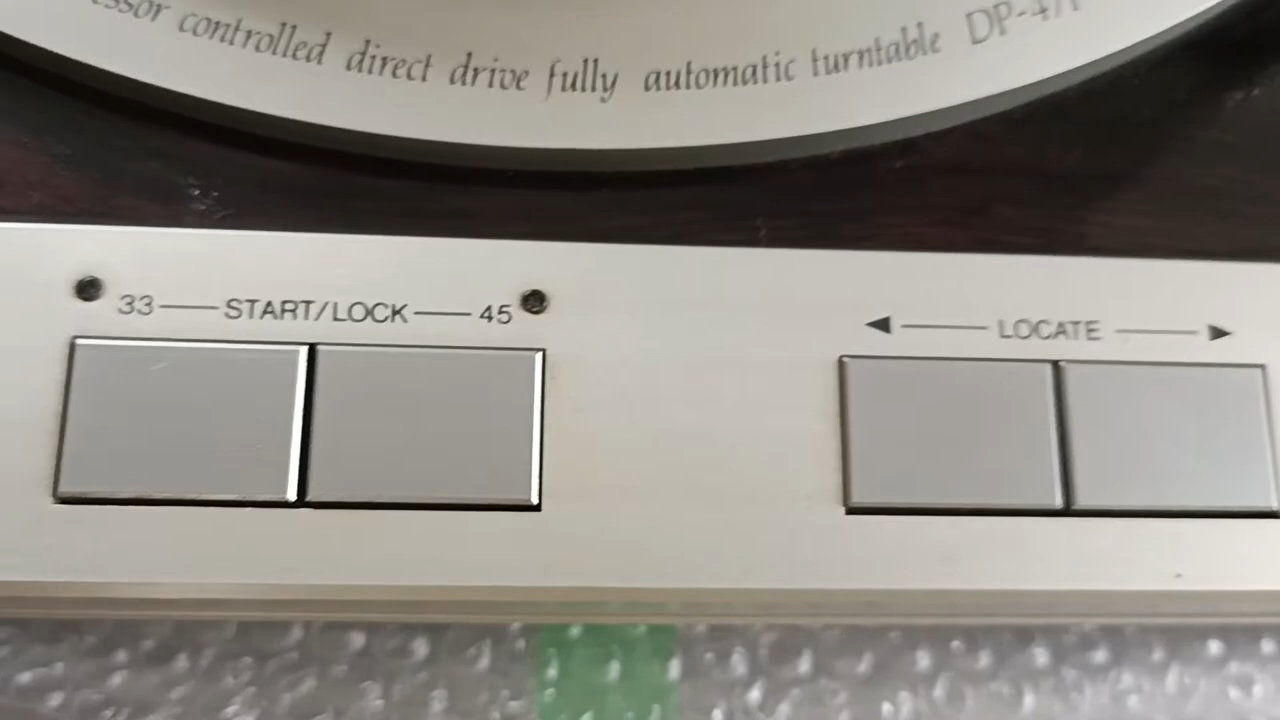 controlled direct drive fully automatic turntable
33 START/LOCK 45
LOCATE